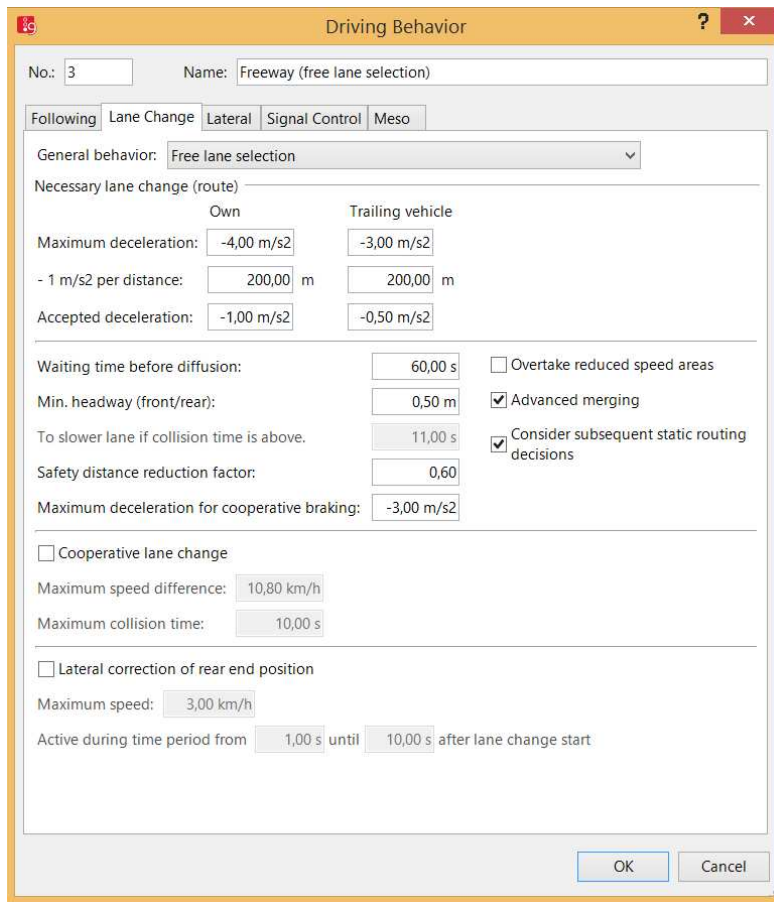 Driving Behavior ? ×
No.: 3 Name: Freeway (free lane selection)
Following Lane Change Lateral Signal Control Meso
General behavior: Free lane selection
Necessary lane change (route)
Own Trailing vehicle
Maximum deceleration: -4,00 m/s2 -3,00 m/s2
- 1 m/s2 per distance: 200,00 m 200,00 m
Accepted deceleration: -1,00 m/s2 -0,50 m/s2
Waiting time before diffusion: 60,00 s Overtake reduced speed areas
Min. headway (front/rear): 0,50 m Advanced merging
To slower lane if collision time is above. 11,00 s Consider subsequent static routing
decisions
Safety distance reduction factor: 0,60
Maximum deceleration for cooperative braking: -3,00 m/s2
Cooperative lane change
Maximum speed difference: 10,80 km/h
Maximum collision time: 10,00 s
Lateral correction of rear end position
Maximum speed: 3,00 km/h
Active during time period from 1,00 s until 10,00 s after lane change start
OK Cancel